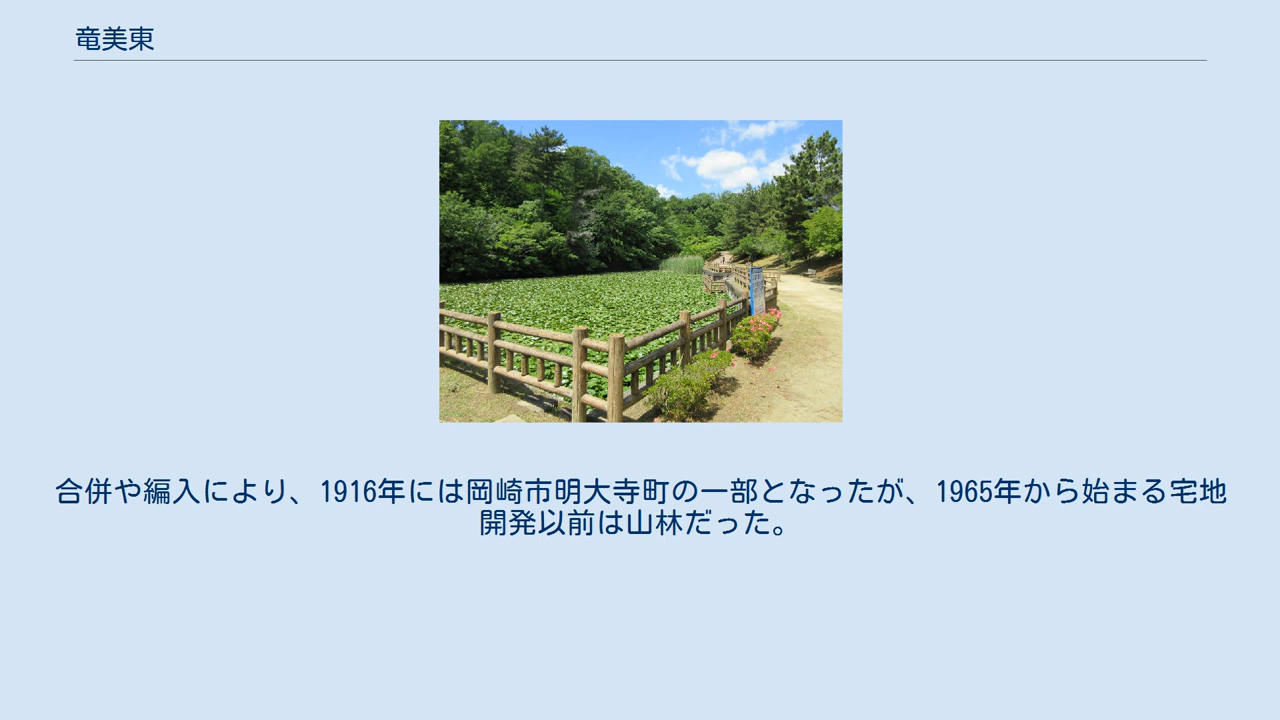 竜美東
合併や編入により、1916年には岡崎市明大寺町の一部となったが、1965年から始まる宅地
開発以前は山林だった。